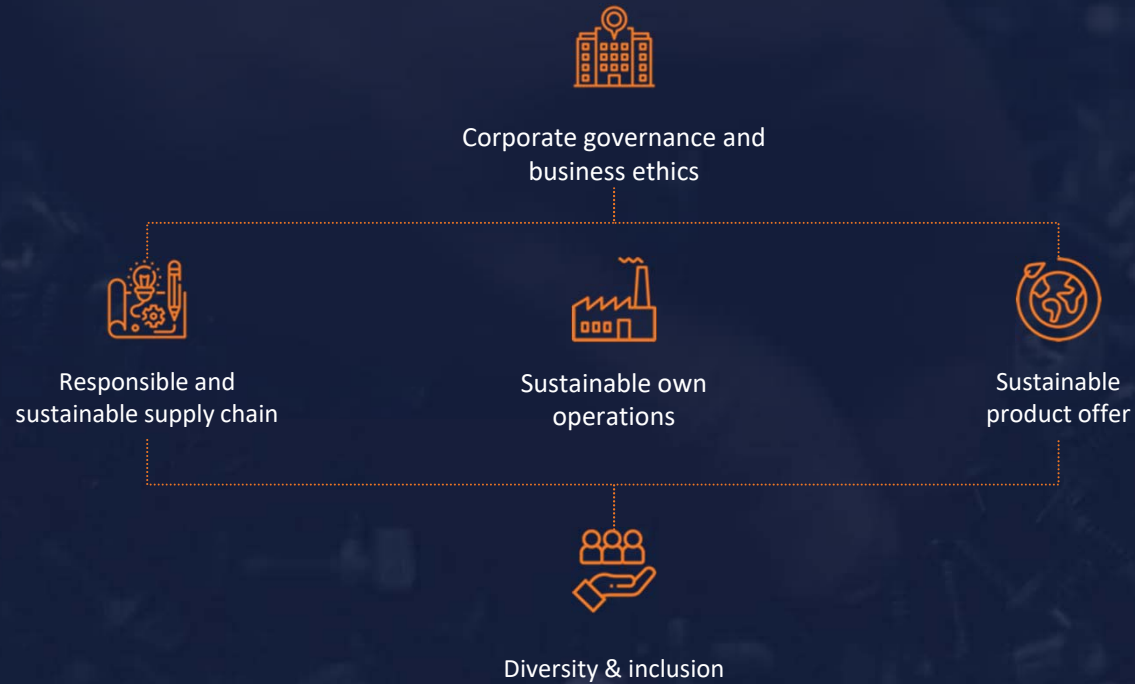 Corporate governance and
business ethics
Responsible and
sustainable supply chain
Sustainable own
operations
Sustainable
product offer
Diversity & inclusion